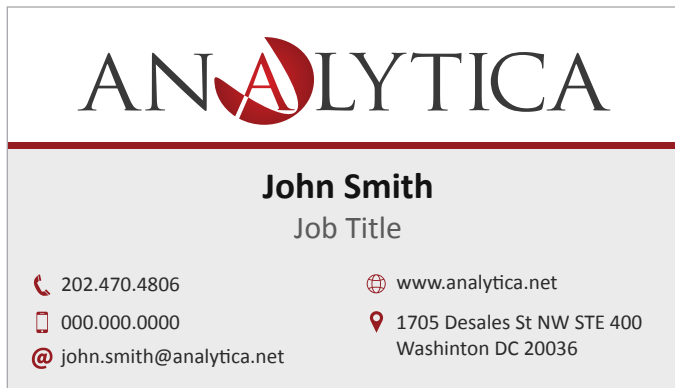 ANALYTICA
John Smith
Job Title
202.470.4806
000.000.0000
@ john.smith@analytica.net
www.analytica.net
1705 Desales St NW STE 400
Washinton DC 20036